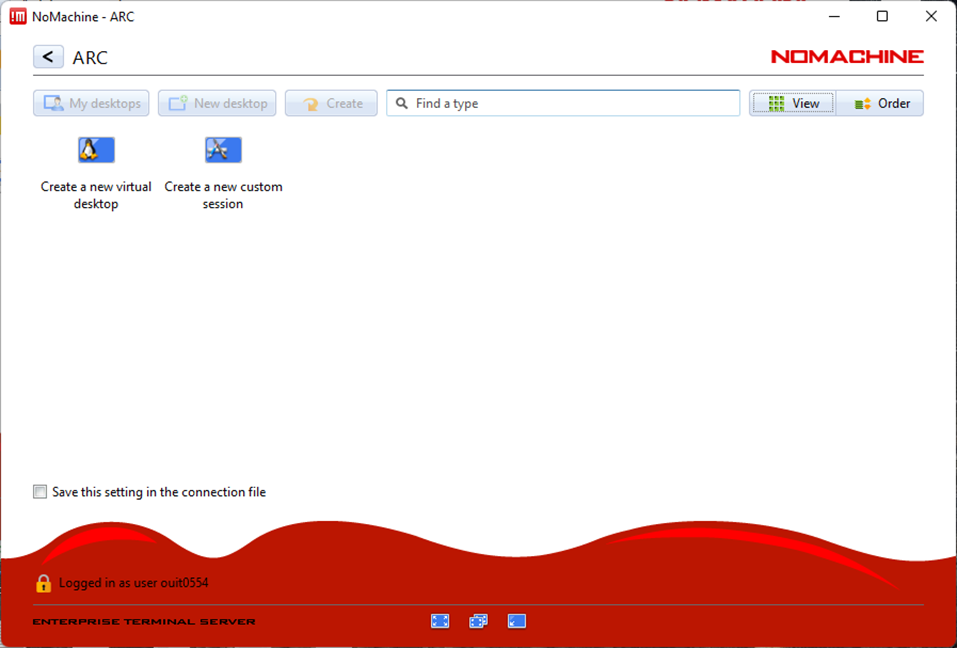 !M NoMachine - ARC
< ARC
NOMACHINE
My desktops New desktop Create Find a type View Order
Create a new virtual
desktop
Create a new custom
session
Save this setting in the connection file
Logged in as user ouit0554
ENTERPRISE TERMINAL SERVER